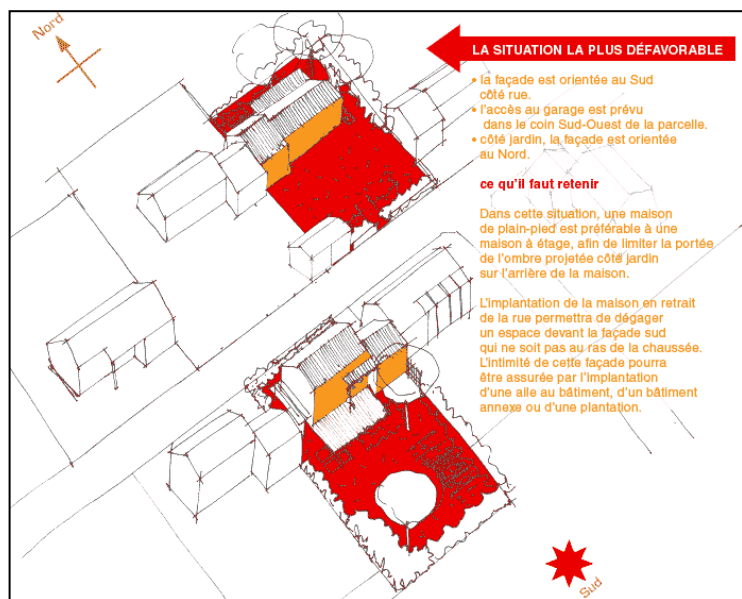 Nord
LA SITUATION LA PLUS DÉFAVORABLE
• la façade est orientée au Sud
côté rue.
• l'accès au garage est prévu
dans le coin Sud-Ouest de la parcelle.
• côté jardin, la façade est orientée
au Nord.
ce qu'il faut retenir
Dans cette situation, une maison
de plain-pied est préférable à une
maison à étage, afin de limiter la portée
de l'ombre projetée côté jardin
sur l'arrière de la maison.
L'implantation de la maison en retrait
de la rue permettra de dégager
un espace devant la façade sud
qui ne soit pas au ras de la chaussée.
L'intimité de cette façade pourra
être assurée par l'implantation
d'une aile au bâtiment, d'un bâtiment
annexe ou d'une plantation.
Sud